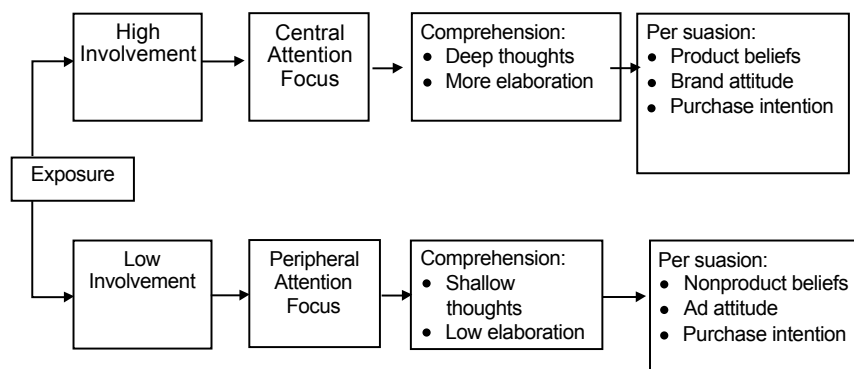 High
Involvement
Central
Attention
Focus
Comprehension:
● Deep thoughts
● More elaboration
Per suasion:
● Product beliefs
● Brand attitude
● Purchase intention
Exposure
Low
Involvement
Peripheral
Attention
Focus
Comprehension:
● Shallow
thoughts
● Low elaboration
Per suasion:
● Nonproduct beliefs
● Ad attitude
● Purchase intention